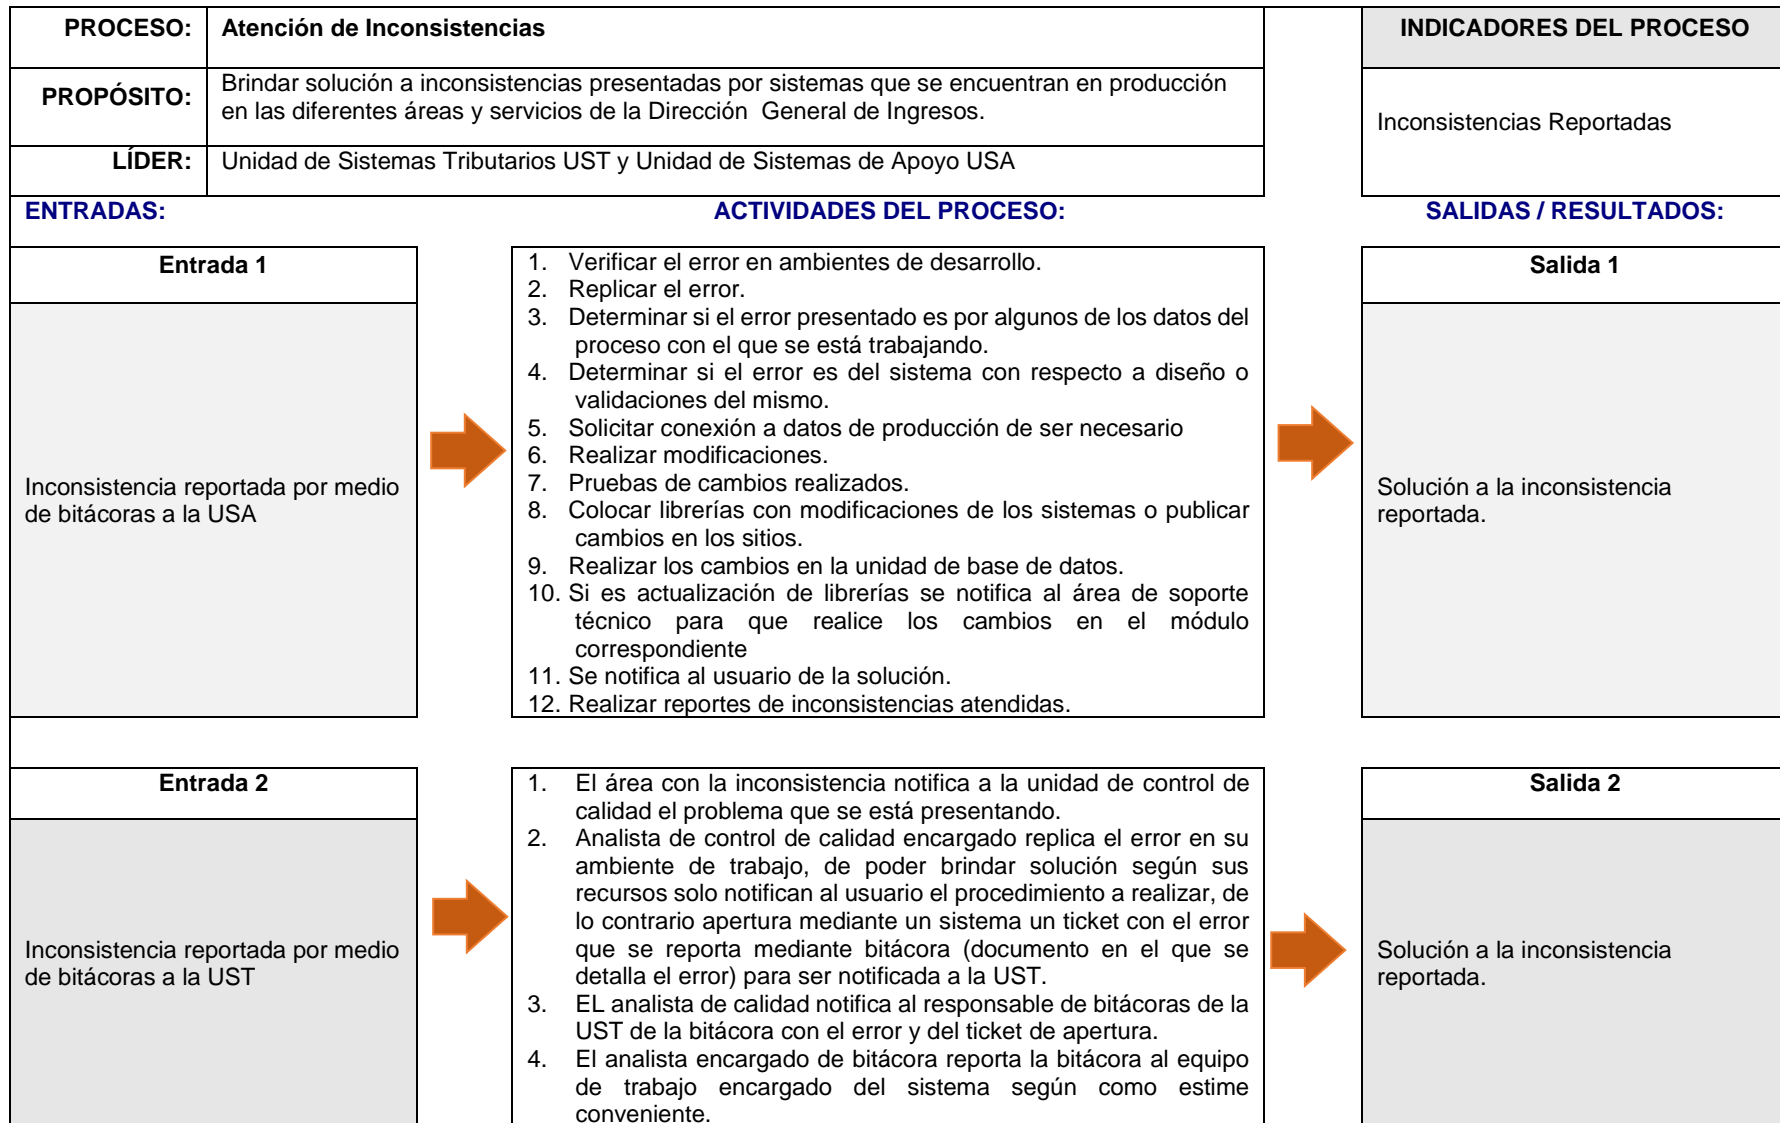 PROCESO: Atención de Inconsistencias
INDICADORES DEL PROCESO
PROPÓSITO: Brindar solución a inconsistencias presentadas por sistemas que se encuentran en producción
en las diferentes áreas y servicios de la Dirección General de Ingresos.
Inconsistencias Reportadas
LÍDER: Unidad de Sistemas Tributarios UST y Unidad de Sistemas de Apoyo USA
ENTRADAS:
ACTIVIDADES DEL PROCESO:
SALIDAS / RESULTADOS:
Entrada 1
Inconsistencia reportada por medio
de bitácoras a la USA
1. Verificar el error en ambientes de desarrollo.
2. Replicar el error.
3. Determinar si el error presentado es por algunos de los datos del
proceso con el que se está trabajando.
4. Determinar si el error es del sistema con respecto a diseño o
validaciones del mismo.
5. Solicitar conexión a datos de producción de ser necesario
6. Realizar modificaciones.
7. Pruebas de cambios realizados.
8. Colocar librerías con modificaciones de los sistemas o publicar
cambios en los sitios.
9. Realizar los cambios en la unidad de base de datos.
10. Si es actualización de librerías se notifica al área de soporte
técnico para que realice los cambios en el módulo
correspondiente
11. Se notifica al usuario de la solución.
12. Realizar reportes de inconsistencias atendidas.
Salida 1
Solución a la inconsistencia
reportada.
Entrada 2
Inconsistencia reportada por medio
de bitácoras a la UST
1. El área con la inconsistencia notifica a la unidad de control de
calidad el problema que se está presentando.
2. Analista de control de calidad encargado replica el error en su
ambiente de trabajo, de poder brindar solución según sus
recursos solo notifican al usuario el procedimiento a realizar, de
lo contrario apertura mediante un sistema un ticket con el error
que se reporta mediante bitácora (documento en el que se
detalla el error) para ser notificada a la UST.
3. EL analista de calidad notifica al responsable de bitácoras de la
UST de la bitácora con el error y del ticket de apertura.
4. El analista encargado de bitácora reporta la bitácora al equipo
de trabajo encargado del sistema según como estime
conveniente.
Salida 2
Solución a la inconsistencia
reportada.